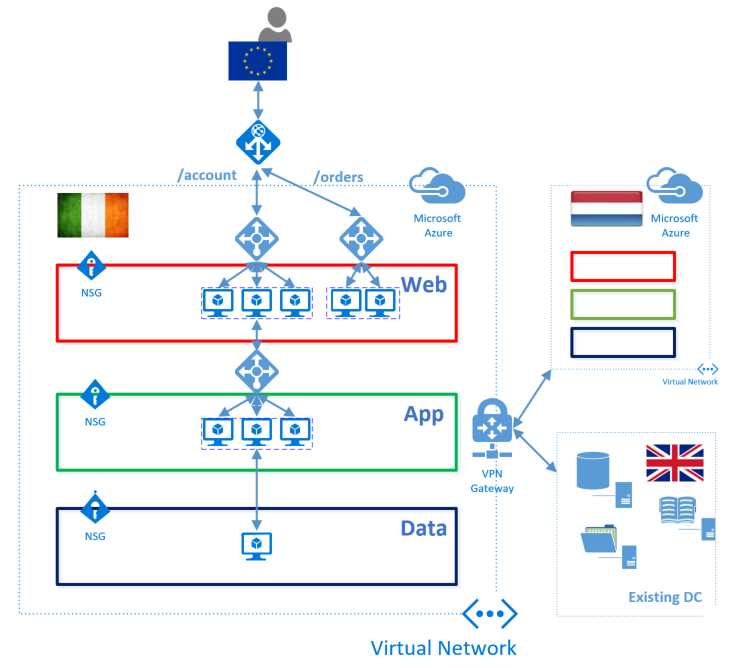 /account
/orders
Microsoft
Azure
Microsoft
Azure
NSG
Web
Virtual Network
NSG
App
VPN
Gateway
NSG
Data
Existing DC
Virtual Network